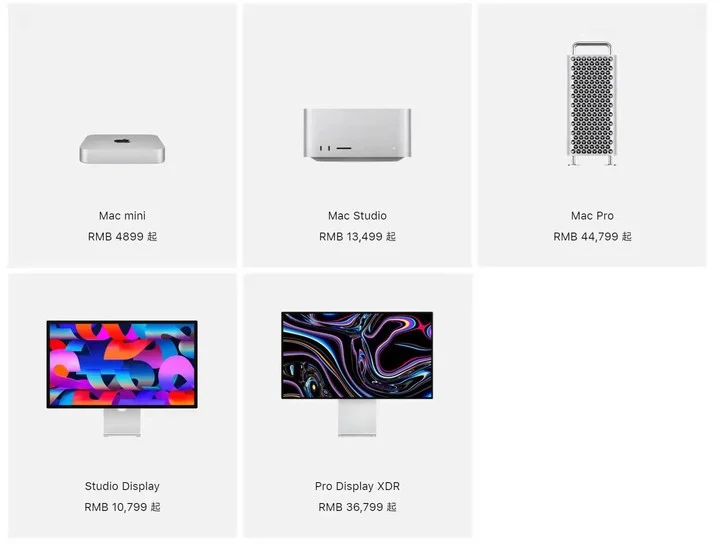 Mac mini
RMB 4899 起
Mac Studio
RMB 13,499 起
Mac Pro
RMB 44,799 起
Studio Display
RMB 10,799 起
Pro Display XDR
RMB 36,799 起